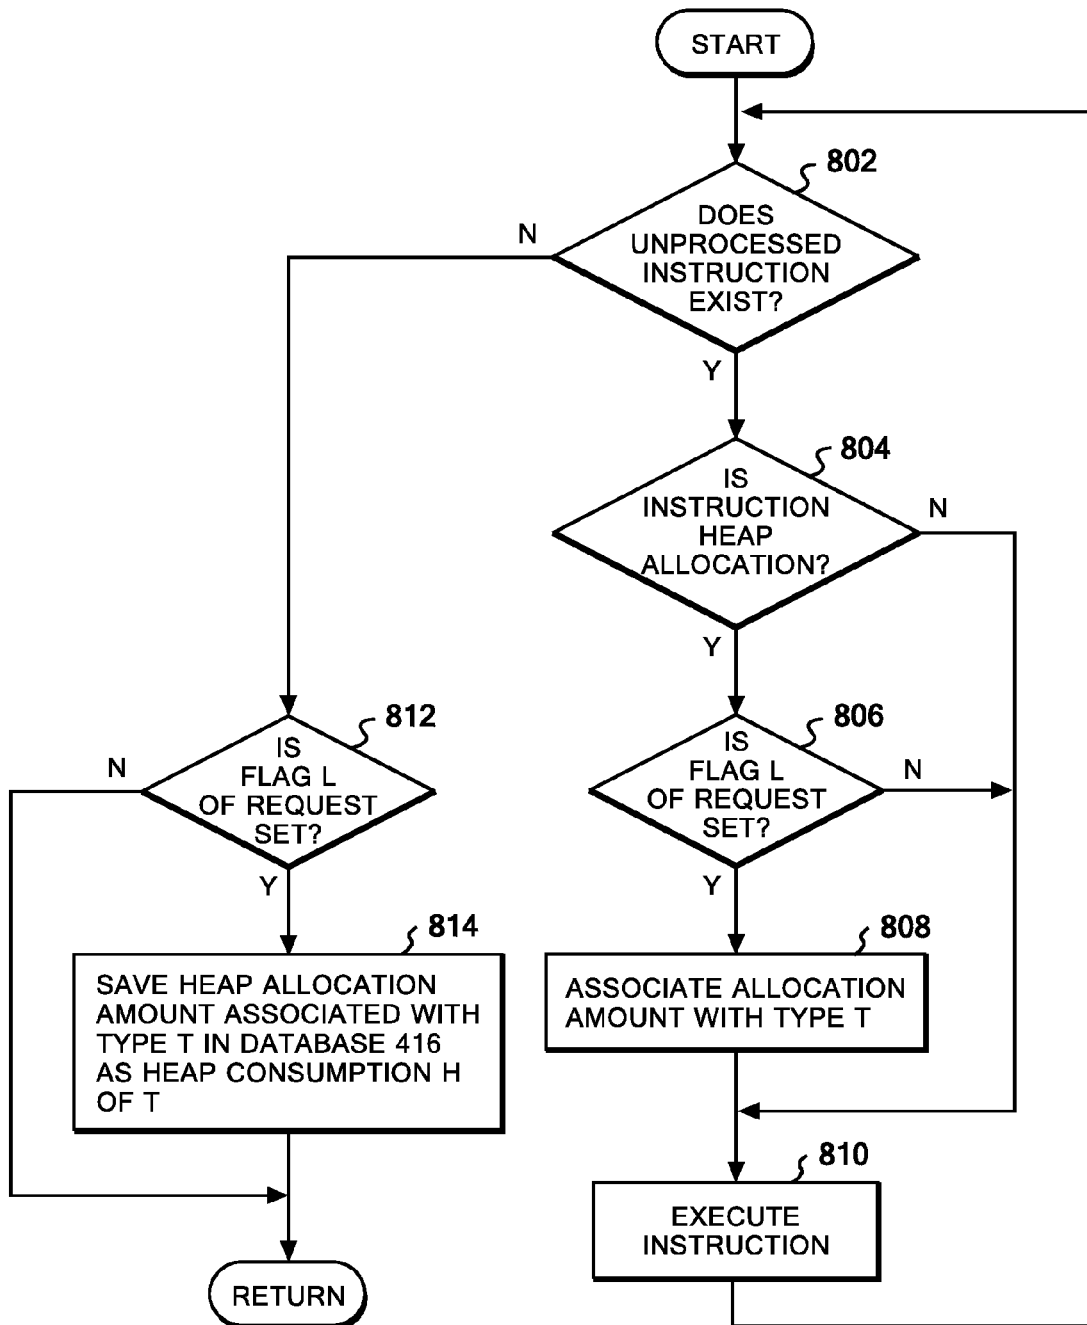 START
802
DOES
UNPROCESSED
INSTRUCTION
EXIST?
N
Y
804
IS
INSTRUCTION
HEAP
ALLOCATION?
N
Y
812
IS
FLAG L
OF REQUEST
SET?
N
Y
806
IS
FLAG L
OF REQUEST
SET?
N
Y
814
SAVE HEAP ALLOCATION
AMOUNT ASSOCIATED WITH
TYPE T IN DATABASE 416
AS HEAP CONSUMPTION H
OF T
808
ASSOCIATE ALLOCATION
AMOUNT WITH TYPE T
810
EXECUTE
INSTRUCTION
RETURN